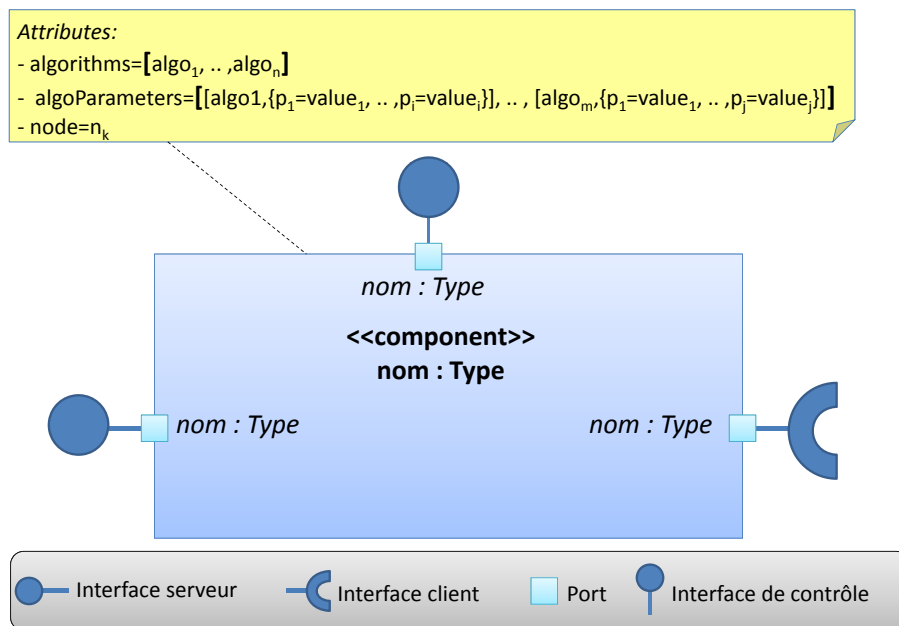 Attributes:
- algorithms=[algo₁, .. ,algoₙ]
- algoParameters=[[algo1,{p₁=value₁, .. ,pᵢ=valueᵢ}], .. , [algoₘ,{p₁=value₁, .. ,pⱼ=valueⱼ}]]
- node=nₖ
nom : Type
<<component>>
nom : Type
nom : Type
nom : Type
Interface serveur
Interface client
Port
Interface de contrôle